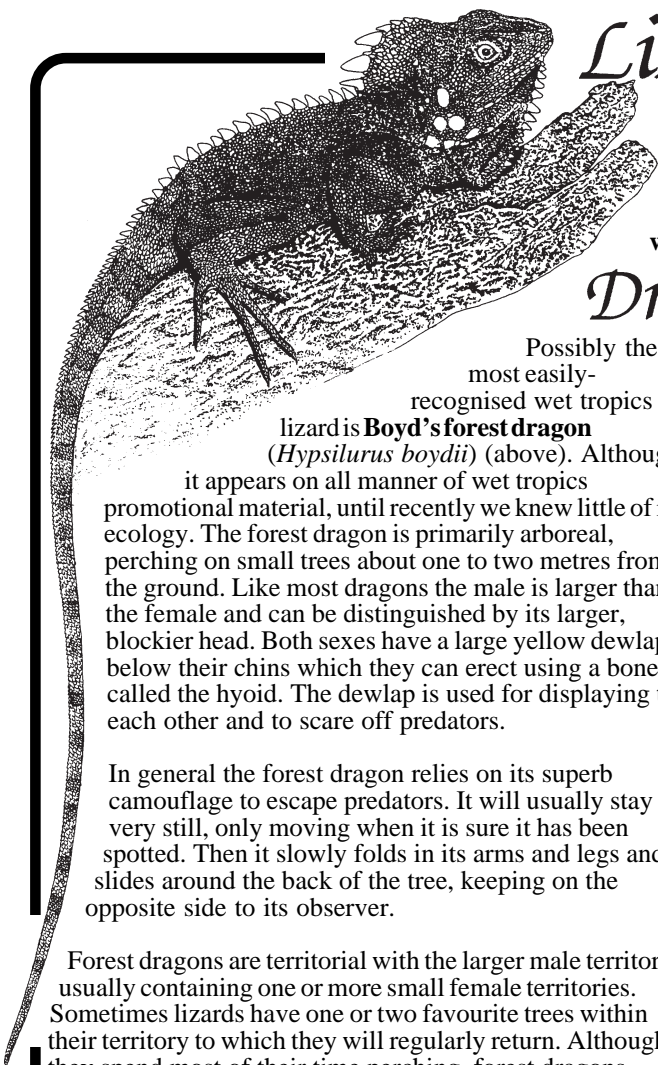 Li
w
Dr
Possibly the
most easily-
recognised wet tropics
lizard is Boyd's forest dragon
(Hypsilurus boydii) (above). Althoug
it appears on all manner of wet tropics
promotional material, until recently we knew little of i
ecology. The forest dragon is primarily arboreal,
perching on small trees about one to two metres from
the ground. Like most dragons the male is larger than
the female and can be distinguished by its larger,
blockier head. Both sexes have a large yellow dewlap
below their chins which they can erect using a bone
called the hyoid. The dewlap is used for displaying t
each other and to scare off predators.
In general the forest dragon relies on its superb
camouflage to escape predators. It will usually stay
very still, only moving when it is sure it has been
spotted. Then it slowly folds in its arms and legs and
slides around the back of the tree, keeping on the
opposite side to its observer.
Forest dragons are territorial with the larger male territor
usually containing one or more small female territories.
Sometimes lizards have one or two favourite trees within
their territory to which they will regularly return. Although
they spend most of their time perching, forest dragons